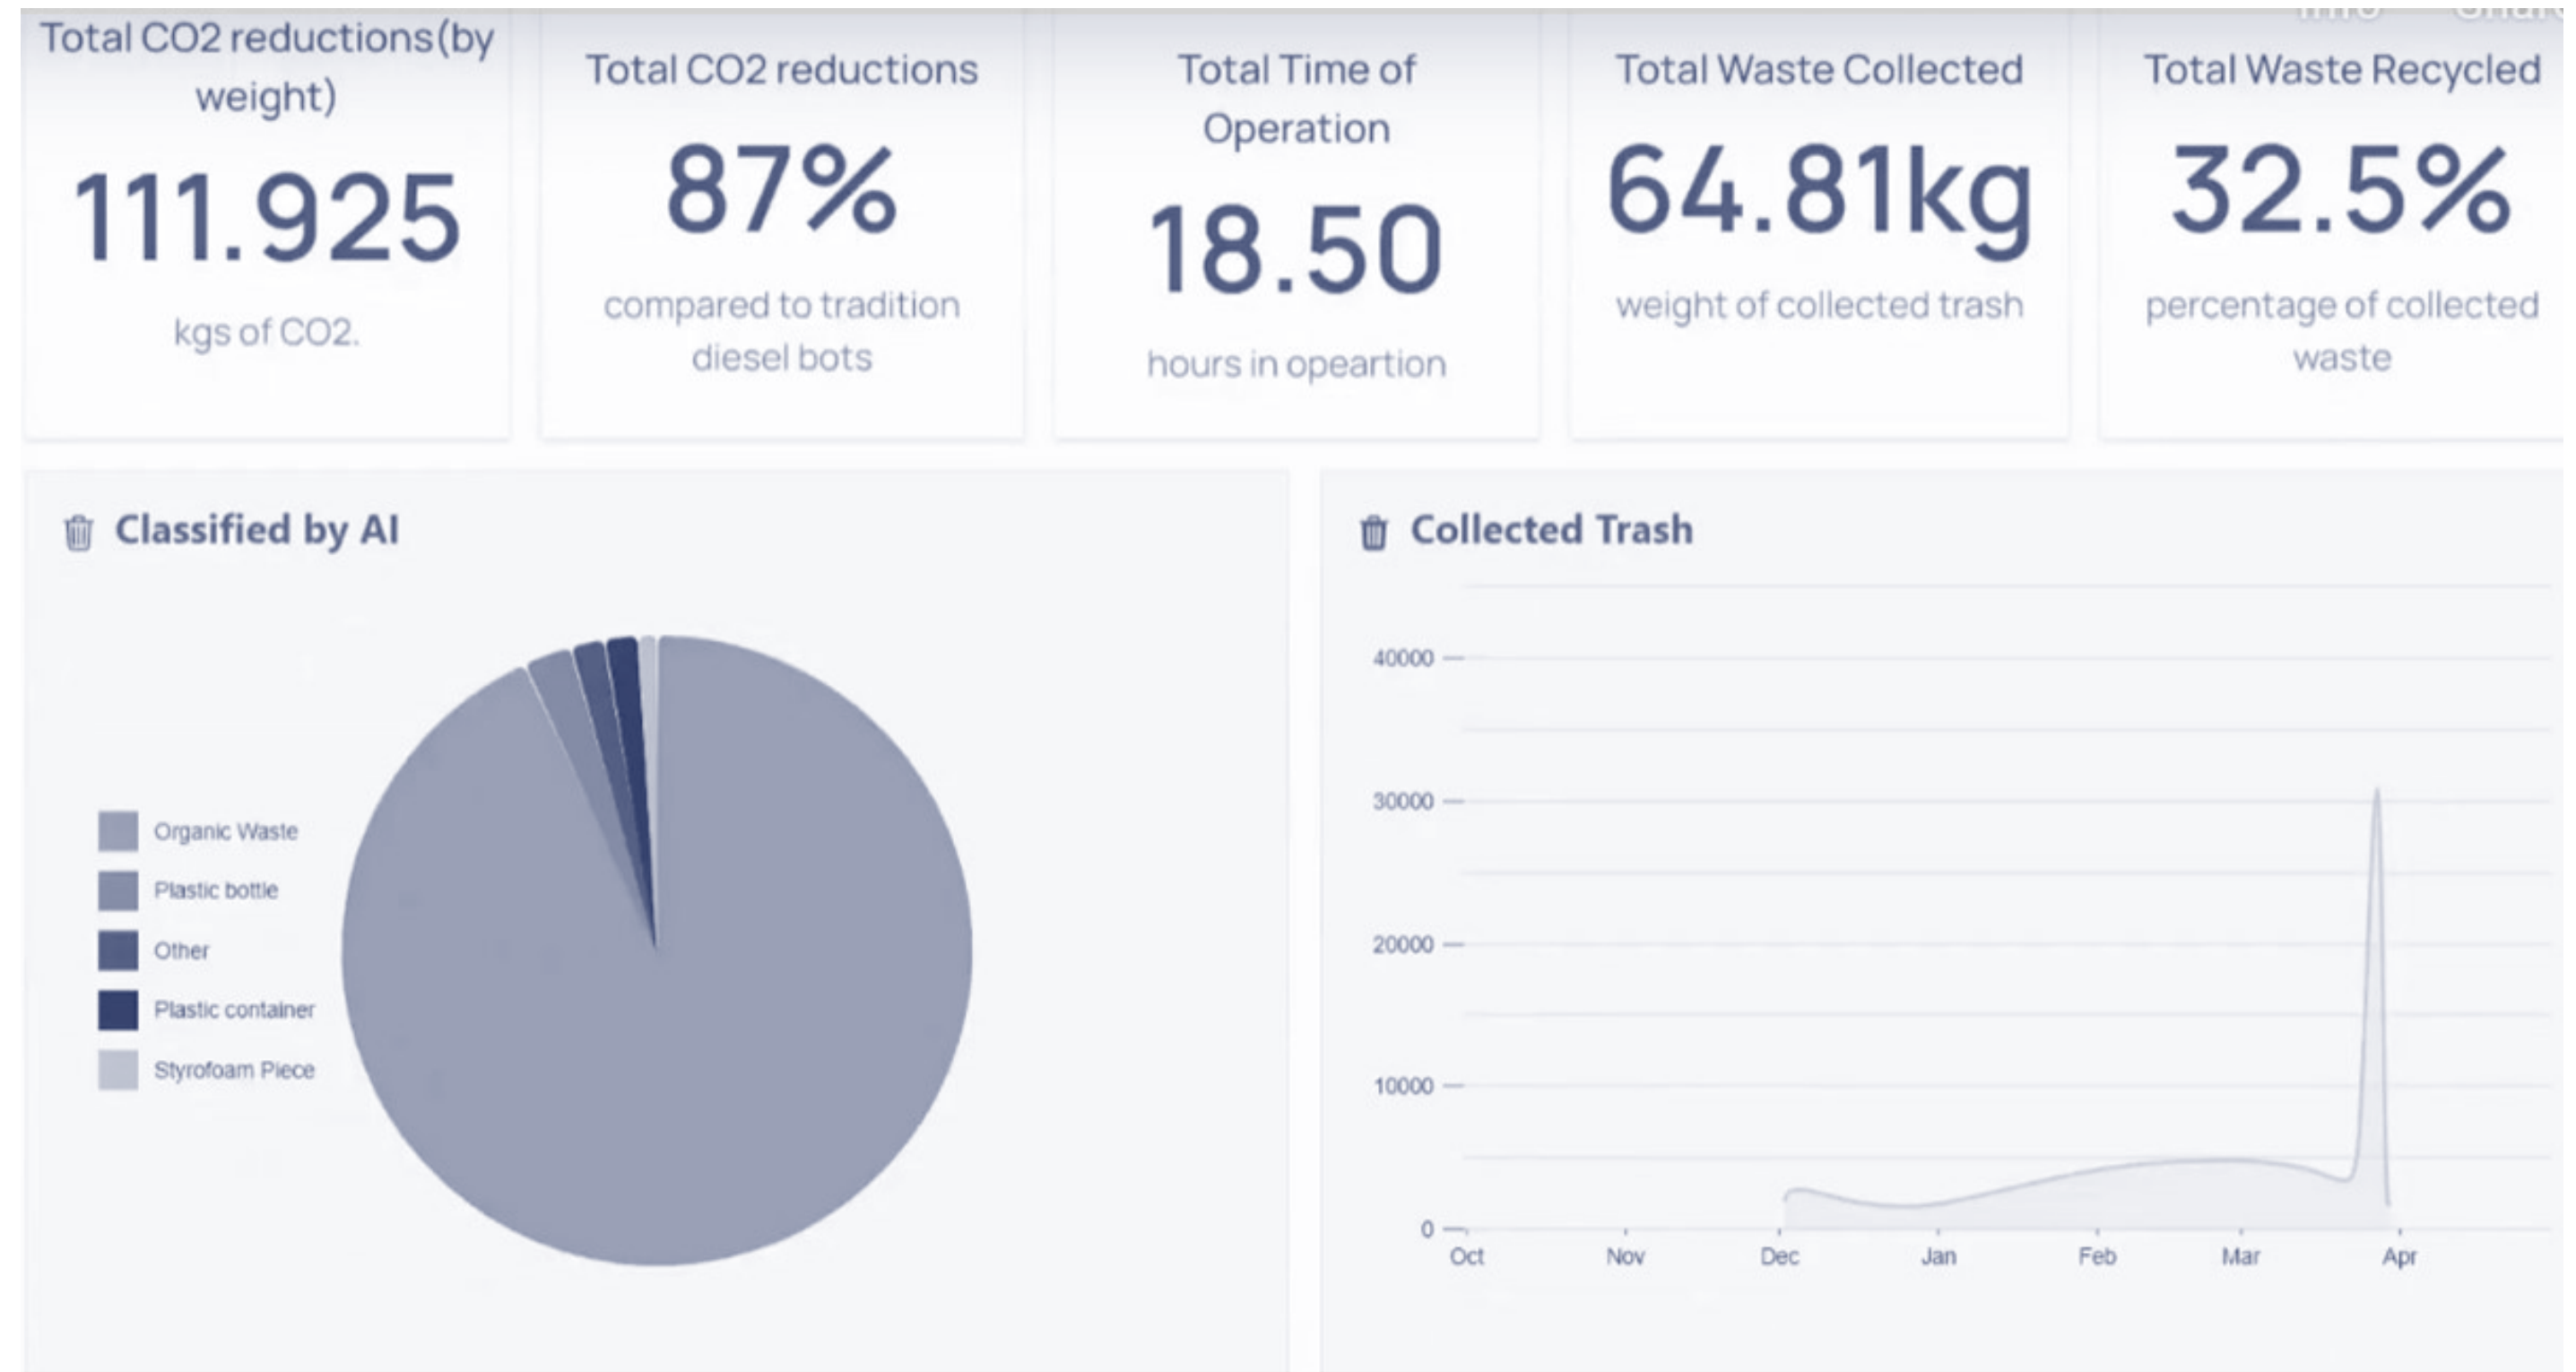 Info Share
Total CO2 reductions(by
weight)
111.925
kgs of CO2.
Total CO2 reductions
87%
compared to tradition
diesel bots
Total Time of
Operation
18.50
hours in opeartion
Total Waste Collected
64.81kg
weight of collected trash
Total Waste Recycled
32.5%
percentage of collected
waste
Classified by AI
Organic Waste
Plastic bottle
Other
Plastic container
Styrofoam Piece
Collected Trash
40000
30000
20000
10000
0
Oct Nov Dec Jan Feb Mar Apr